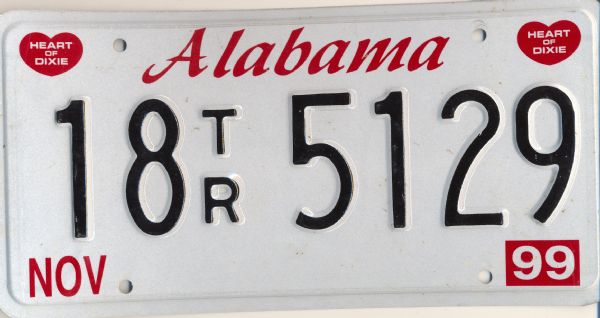 HEART
OF
DIXIE
Alabama
HEART
OF
DIXIE
18 TR 5129
NOV
99